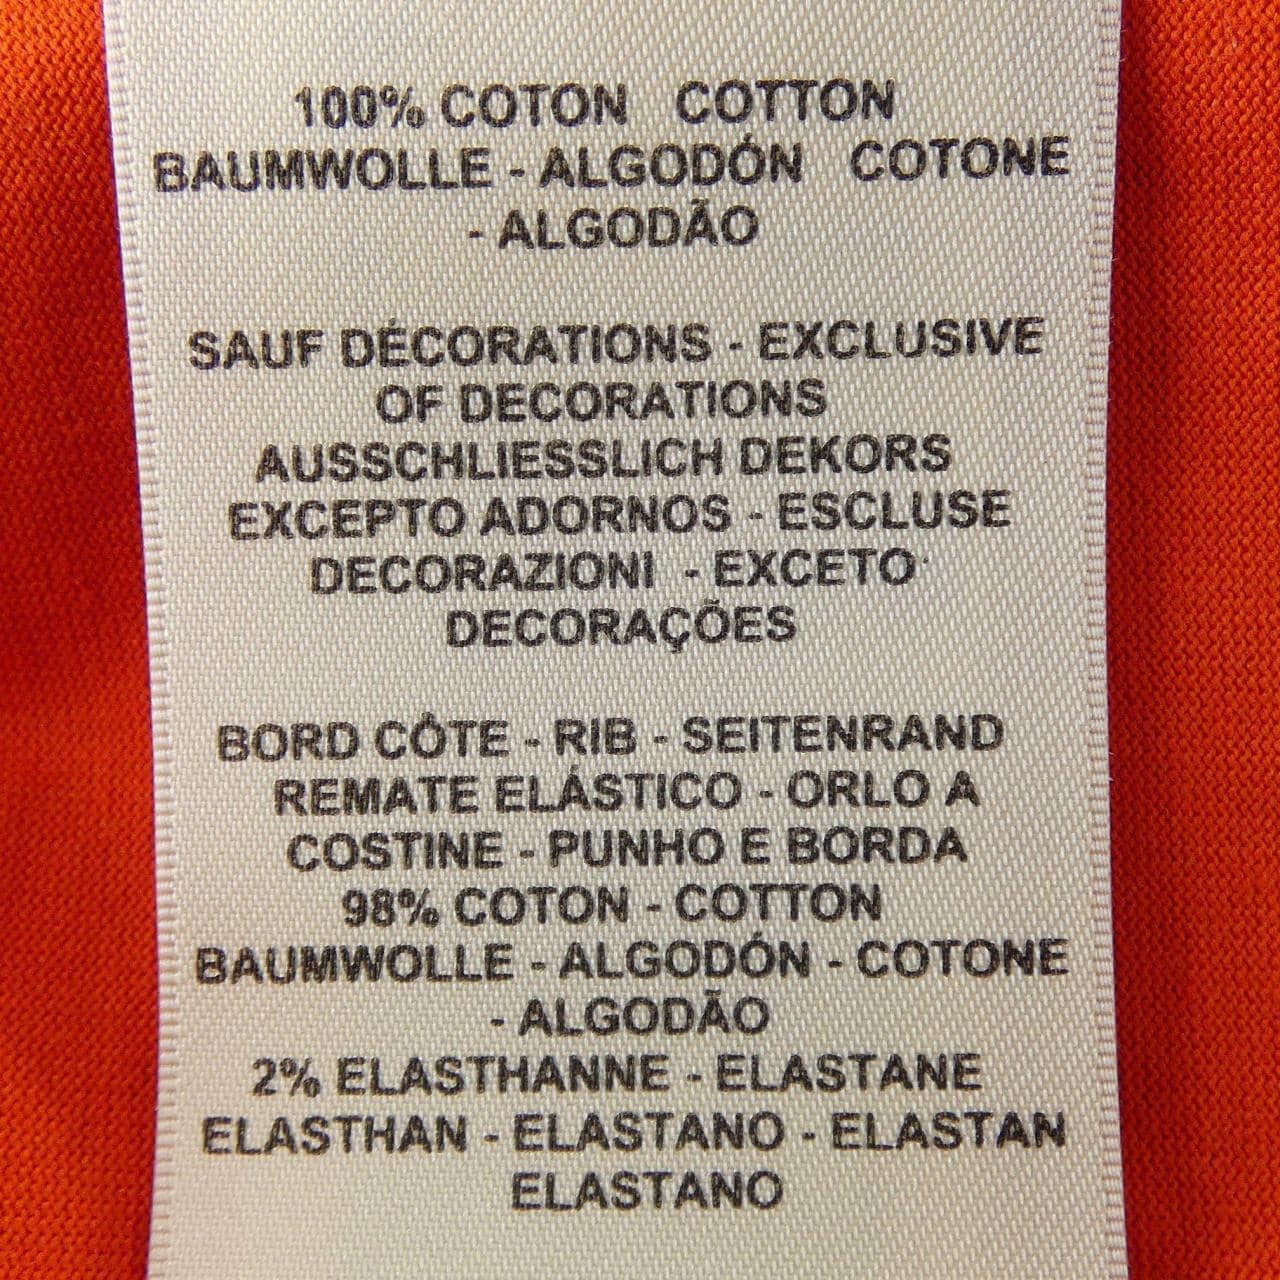 100% COTON COTTON
BAUMWOLLE - ALGODÓN COTONE
- ALGODÃO
SAUF DÉCORATIONS - EXCLUSIVE
OF DECORATIONS
AUSSCHLIESSLICH DEKORS
EXCEPTO ADORNOS - ESCLUSE
DECORAZIONI - EXCETO
DECORAÇÕES
BORD CÔTE - RIB - SEITENRAND
REMATE ELÁSTICO - ORLO A
COSTINE - PUNHO E BORDA
98% COTON - COTTON
BAUMWOLLE - ALGODÓN - COTONE
- ALGODÃO
2% ELASTHANNE - ELASTANE
ELASTHAN - ELASTANO - ELASTAN
ELASTANO